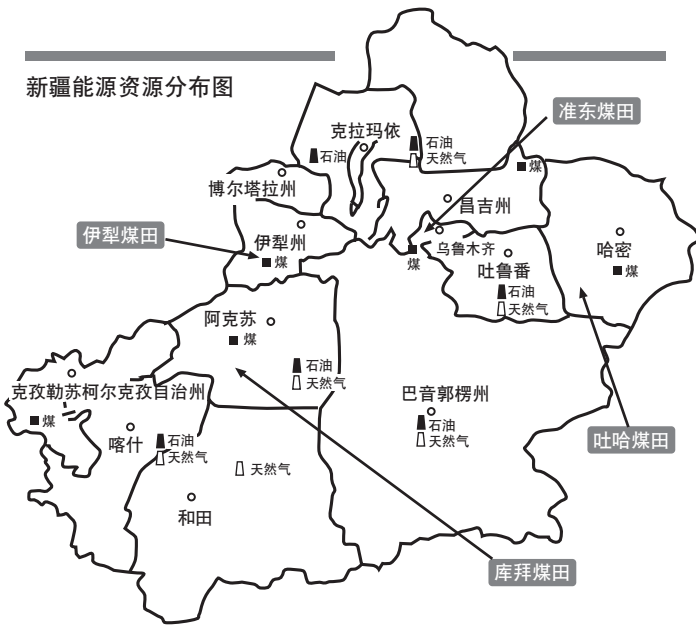 新疆能源资源分布图
克拉玛依
石油
石油
天然气
准东煤田
煤
博尔塔拉州
昌吉州
伊犁煤田
伊犁州
煤
乌鲁木齐
煤
吐鲁番
石油
天然气
哈密
煤
阿克苏
煤
石油
天然气
克孜勒苏柯尔克孜自治州
煤
喀什
石油
天然气
天然气
和田
巴音郭楞州
石油
天然气
吐哈煤田
库拜煤田